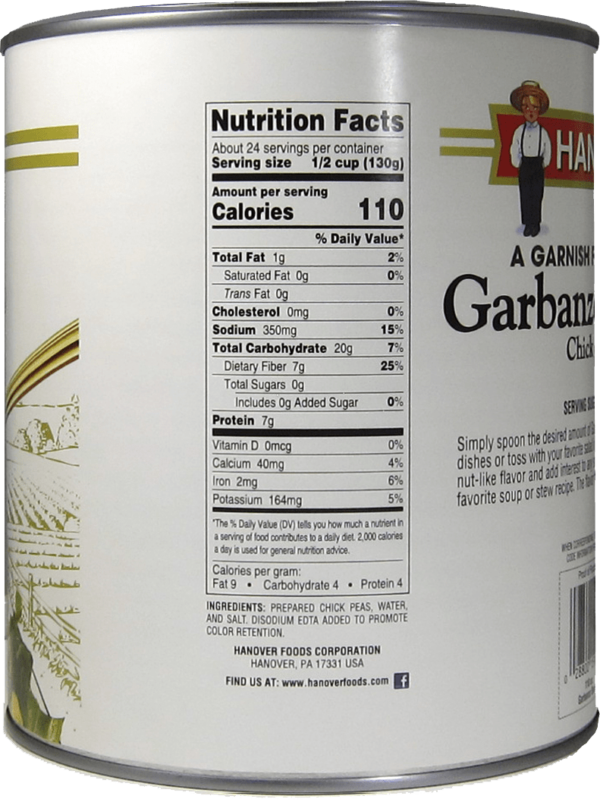 Nutrition Facts
About 24 servings per container
Serving size 1/2 cup (130g)
Amount per serving
Calories 110
% Daily Value*
Total Fat 1g 2%
Saturated Fat 0g 0%
Trans Fat 0g
Cholesterol 0mg 0%
Sodium 350mg 15%
Total Carbohydrate 20g 7%
Dietary Fiber 7g 25%
Total Sugars 0g
Includes 0g Added Sugar 0%
Protein 7g
Vitamin D 0mcg 0%
Calcium 40mg 4%
Iron 2mg 6%
Potassium 164mg 5%
*The % Daily Value (DV) tells you how much a nutrient in
a serving of food contributes to a daily diet. 2,000 calories
a day is used for general nutrition advice.
Calories per gram:
Fat 9 • Carbohydrate 4 • Protein 4
INGREDIENTS: PREPARED CHICK PEAS, WATER,
AND SALT. DISODIUM EDTA ADDED TO PROMOTE
COLOR RETENTION.
HANOVER FOODS CORPORATION
HANOVER, PA 17331 USA
FIND US AT: www.hanoverfoods.com f
HAN
A GARNISH F
Garbanz
Chick
SERVING
Simply spoon the desired amount of
dishes or toss with your favorite
nut-like flavor and add interest to
favorite soup or stew recipe. The